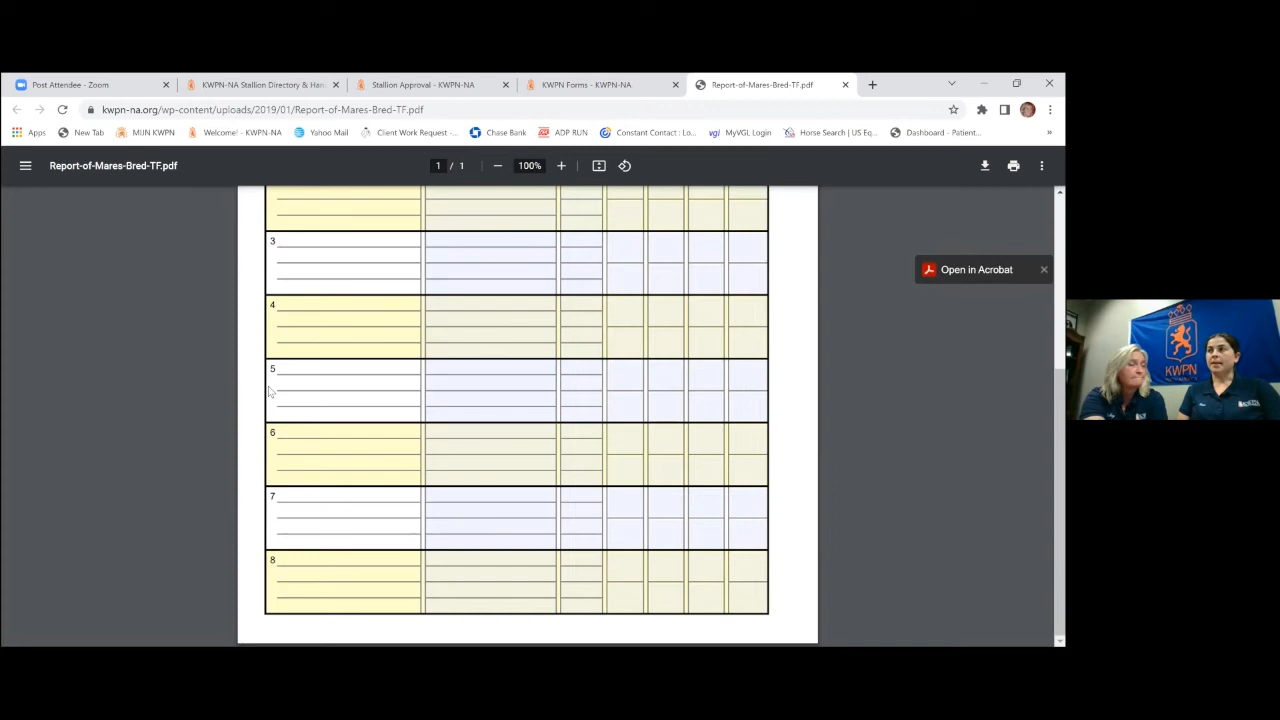 Post Attendee - Zoom
KWPN-NA Stallion Directory & Han
Stallion Approval - KWPN-NA
KWPN Forms - KWPN-NA
Report-of-Mares-Bred-TF.pdf
kwpn-na.org/wp-content/uploads/2019/01/Report-of-Mares-Bred-TF.pdf
Apps
New Tab
MIJN KWPN
Welcome! - KWPN-NA
Yahoo Mail
Client Work Request -...
Chase Bank
ADP RUN
Constant Contact : Lo...
vgl
MyVGL Login
Horse Search | US Eq...
Dashboard - Patient...
Report-of-Mares-Bred-TF.pdf
1 / 1
100%
Open in Acrobat
3
4
5
6
7
8
KWPN